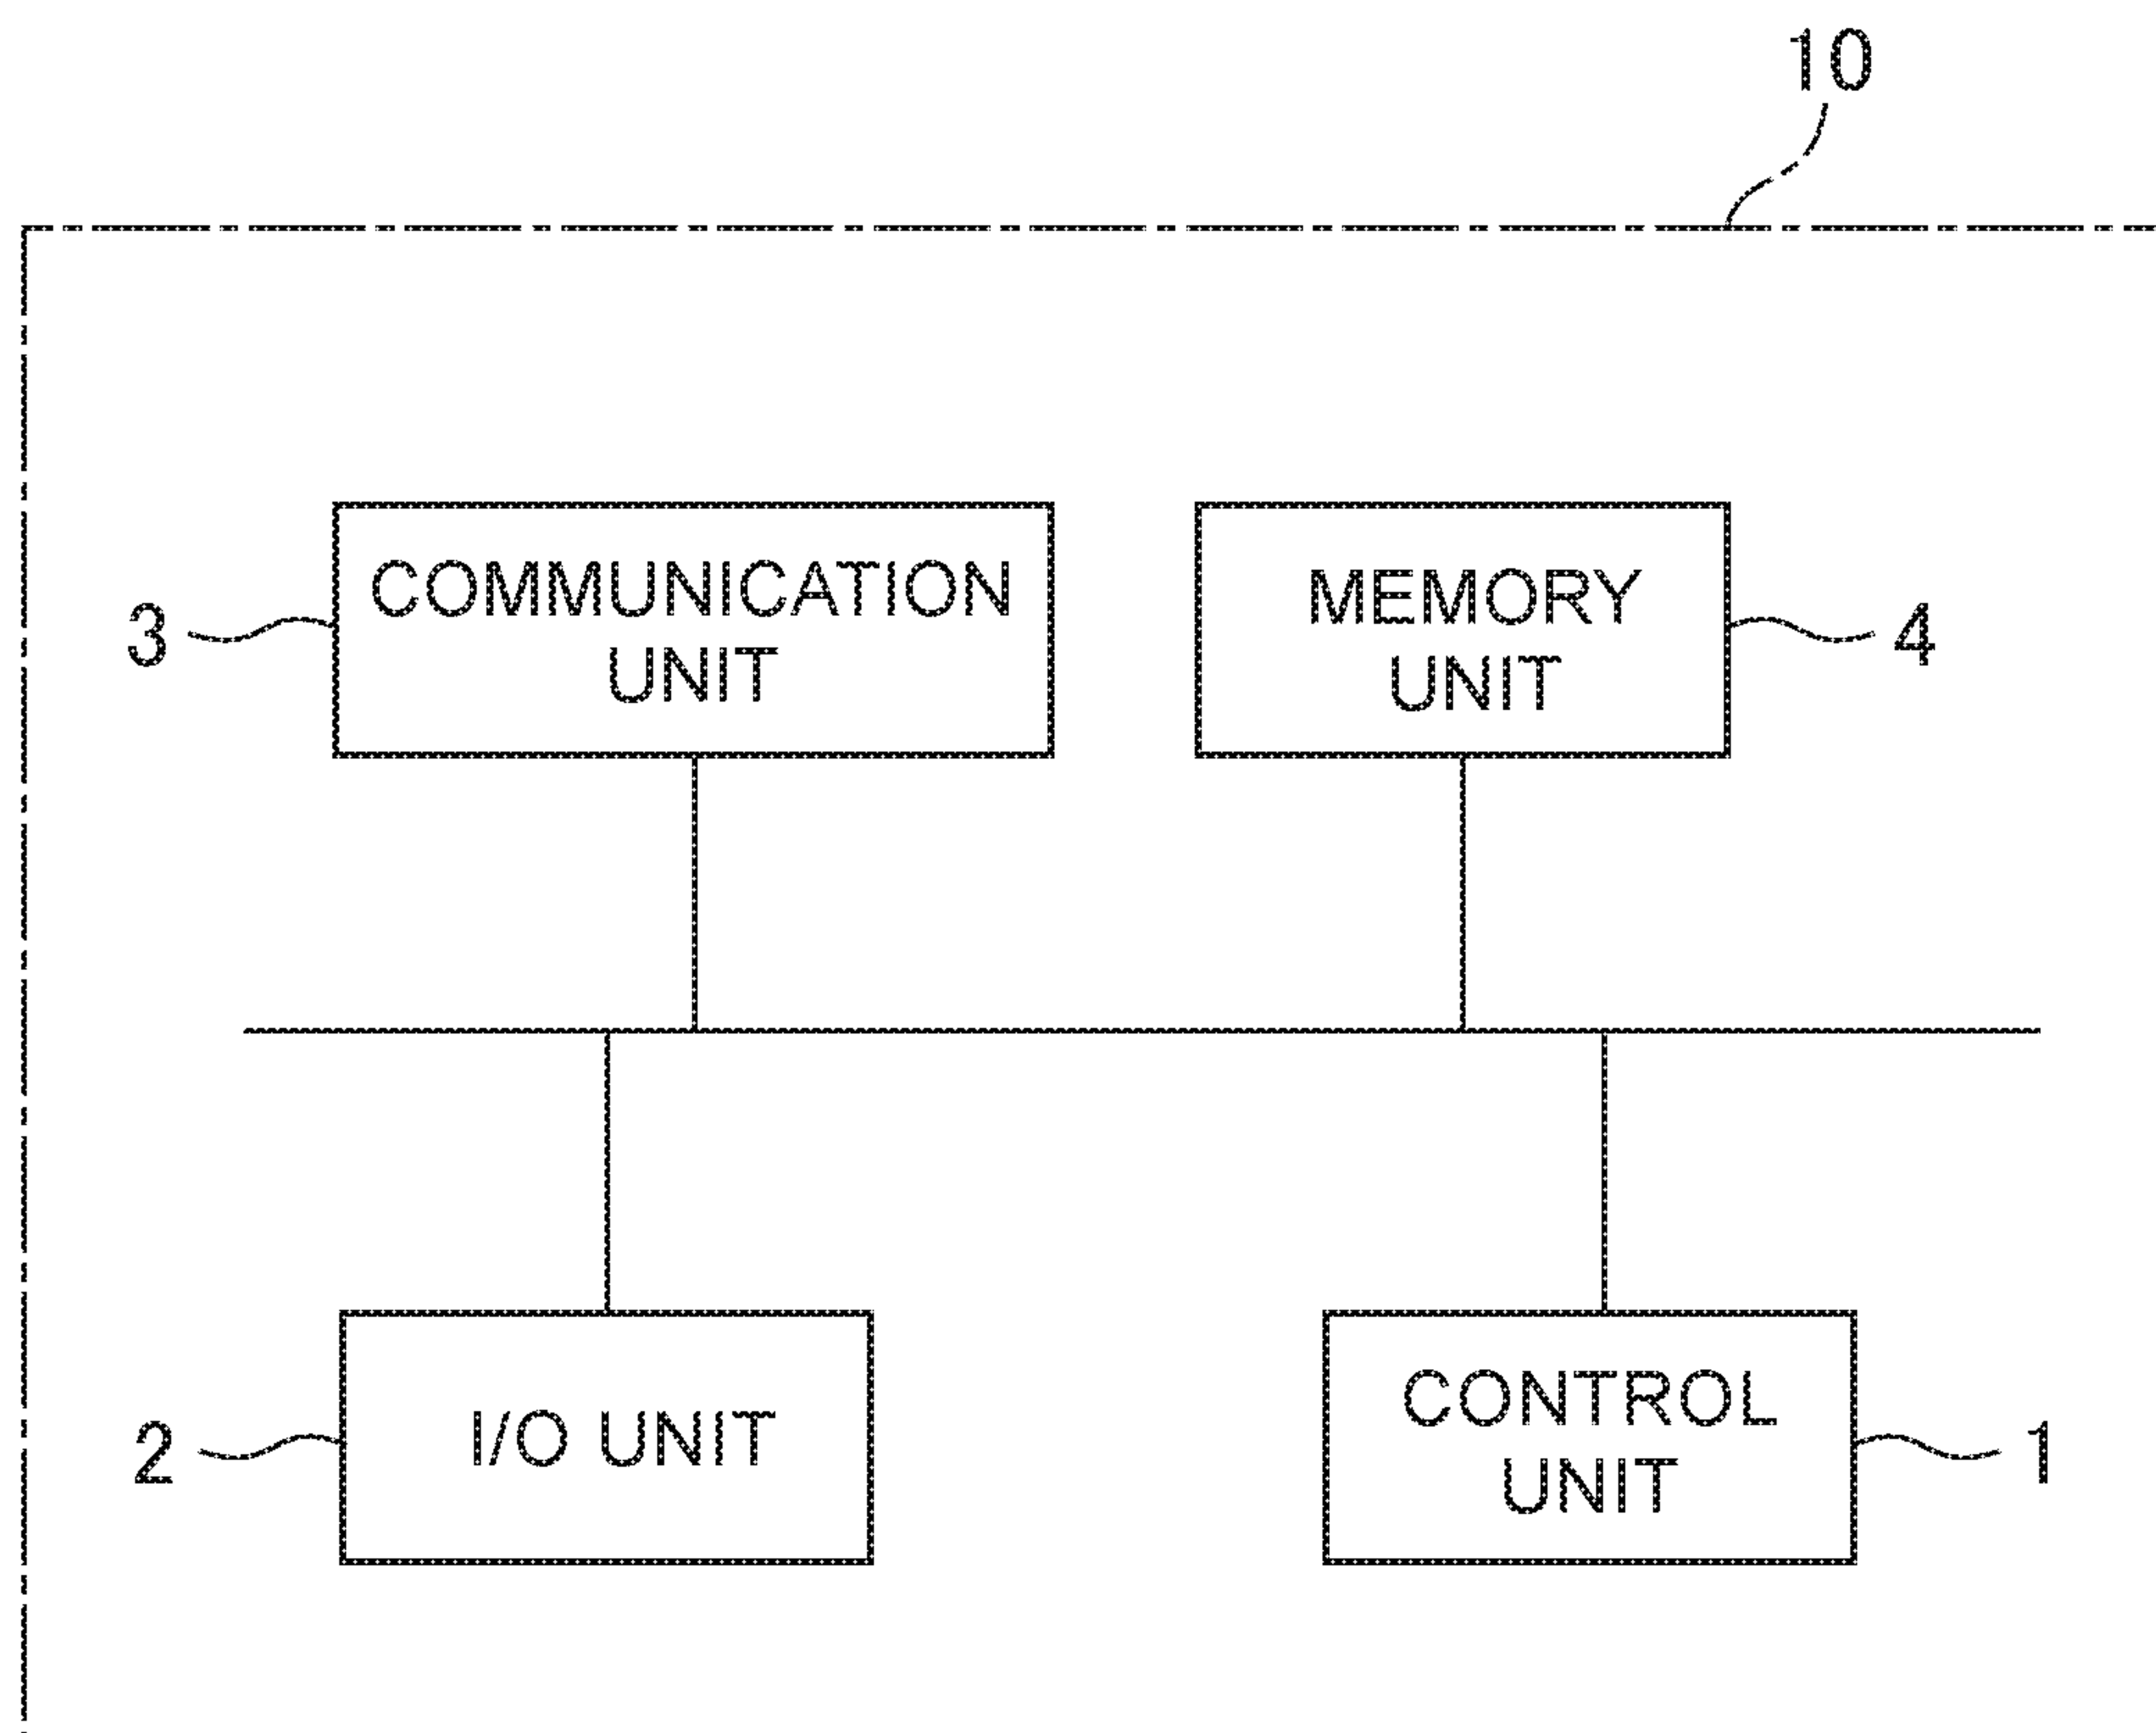 10
COMMUNICATION
UNIT
3
MEMORY
UNIT
4
I/O UNIT
2
CONTROL
UNIT
1